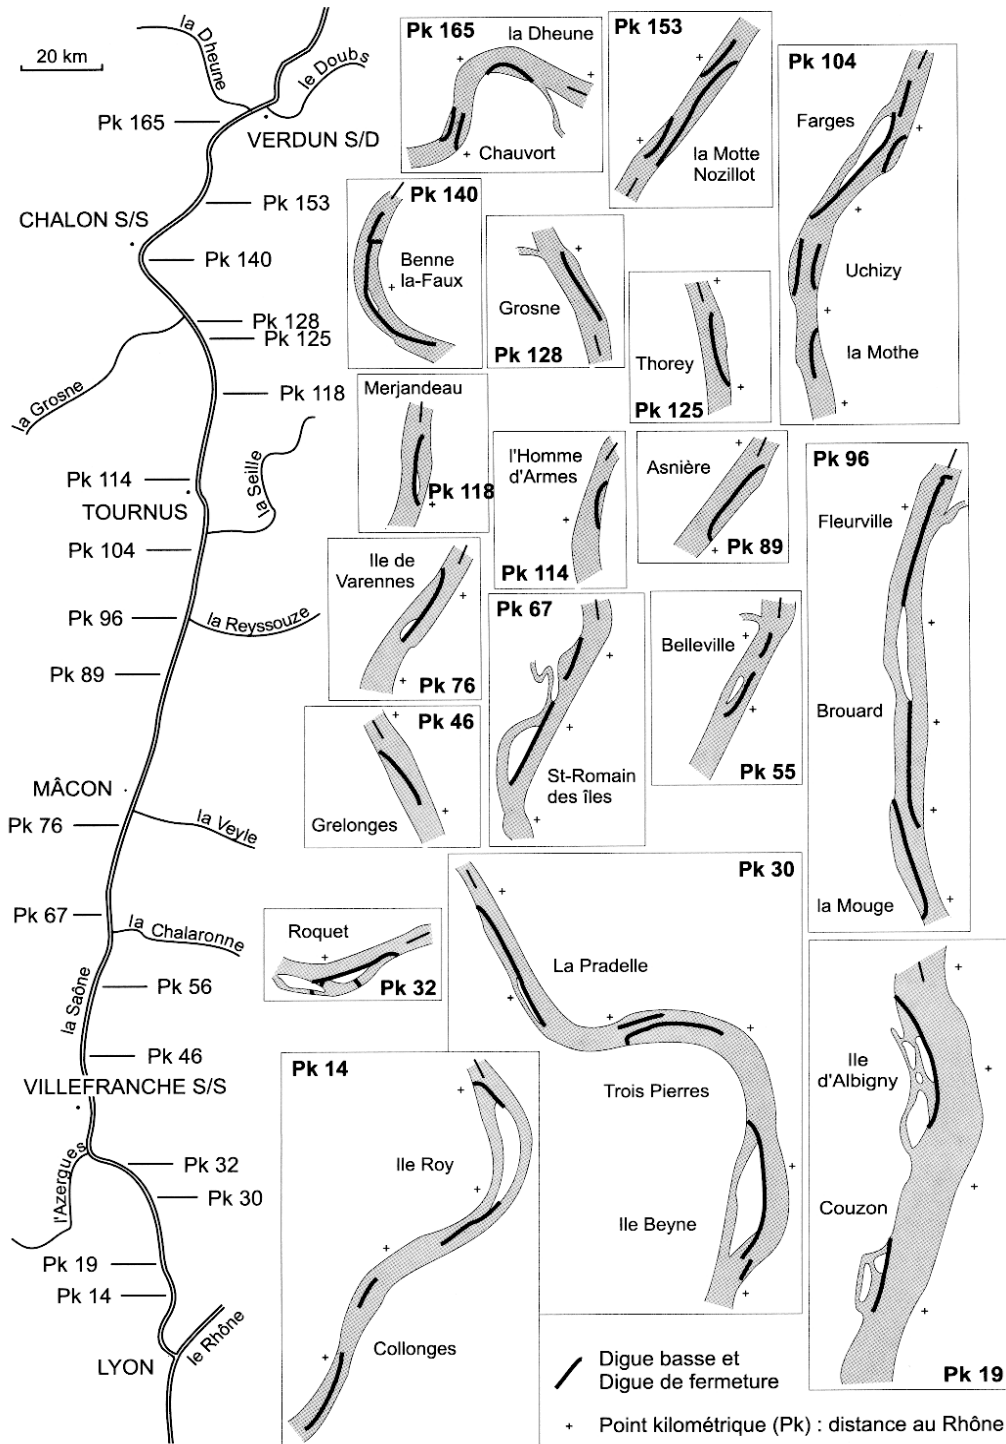 20 km
la Dheune
le Doubs
Pk 165
VERDUN S/D
CHALON S/S
Pk 153
Pk 140
Pk 128
Pk 125
la Grosne
Pk 118
Pk 114
TOURNUS
la Seille
Pk 104
Pk 96
la Reyssouze
Pk 89
MÂCON
Pk 76
la Veyle
Pk 67
la Chalaronne
la Saône
Pk 56
Pk 46
VILLEFRANCHE S/S
l'Azergues
Pk 32
Pk 30
Pk 19
Pk 14
LYON
le Rhône
Pk 165
la Dheune
Chauvort
Pk 153
la Motte
Nozillot
Pk 104
Farges
Uchizy
la Mothe
Pk 140
Benne
la-Faux
Grosne
Pk 128
Thorey
Pk 125
Merjandeau
Pk 118
l'Homme
d'Armes
Pk 114
Asnière
Pk 89
Pk 96
Fleurville
Brouard
la Mouge
Ile de
Varennes
Pk 76
Pk 67
St-Romain
des îles
Belleville
Pk 55
Pk 46
Grelonges
Roquet
Pk 32
Pk 30
La Pradelle
Trois Pierres
Ile Beyne
Pk 14
Ile Roy
Collonges
Ile
d'Albigny
Couzon
Pk 19
Digue basse et
Digue de fermeture
Point kilométrique (Pk) : distance au Rhône